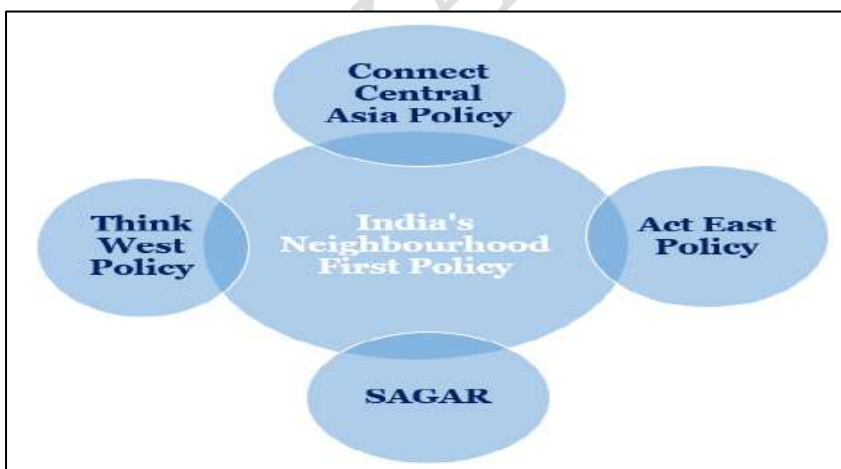 Connect
Central
Asia Policy
Think
West
Policy
India's
Neighbourhood
First Policy
Act East
Policy
SAGAR